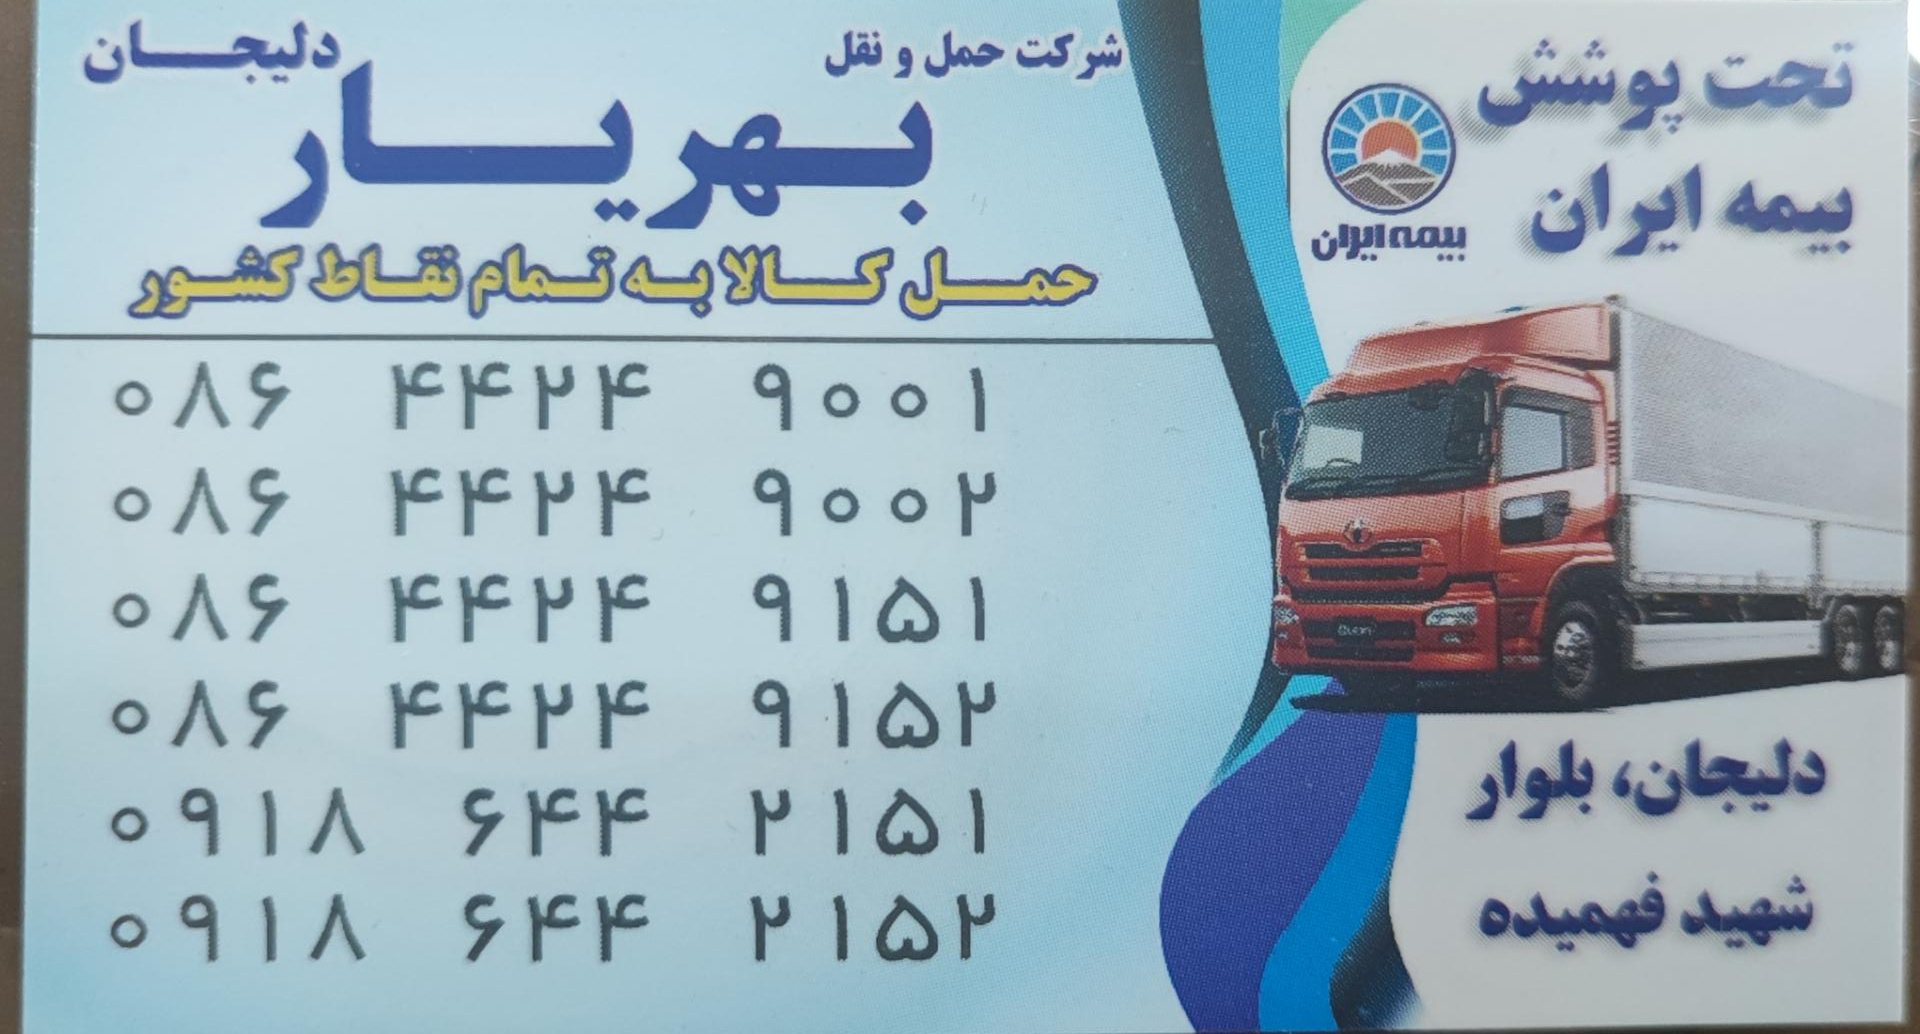 شرکت حمل و نقل
بهریار
دلیجان
حمل کالا به تمام نقاط کشور
۰۸۶ ۴۴۲۴ ۹۰۰۱
۰۸۶ ۴۴۲۴ ۹۰۰۲
۰۸۶ ۴۴۲۴ ۹۱۵۱
۰۸۶ ۴۴۲۴ ۹۱۵۲
۰۹۱۸ ۶۴۴ ۲۱۵۱
۰۹۱۸ ۶۴۴ ۲۱۵۲
تحت پوشش
بیمه ایران
بیمه ایران
دلیجان، بلوار
شهید فهمیده